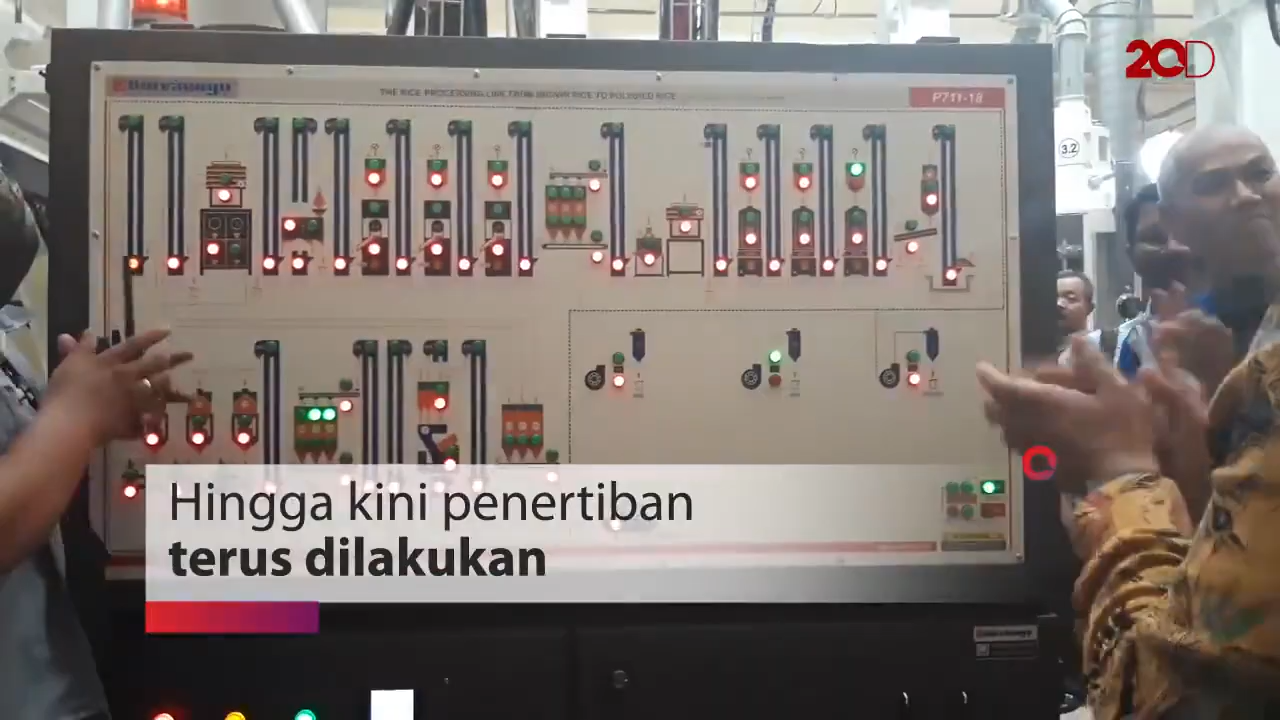 20D
THE RICE PROCESSING LINE FROM BROWN RICE TO POLISHED RICE
P711-18
3.2
Hingga kini penertiban
terus dilakukan